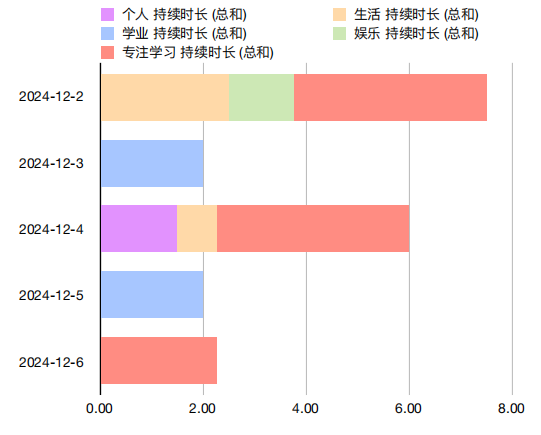 个人 持续时长 (总和)
生活 持续时长 (总和)
学业 持续时长 (总和)
娱乐 持续时长 (总和)
专注学习 持续时长 (总和)
2024-12-2
2024-12-3
2024-12-4
2024-12-5
2024-12-6
0.00 2.00 4.00 6.00 8.00